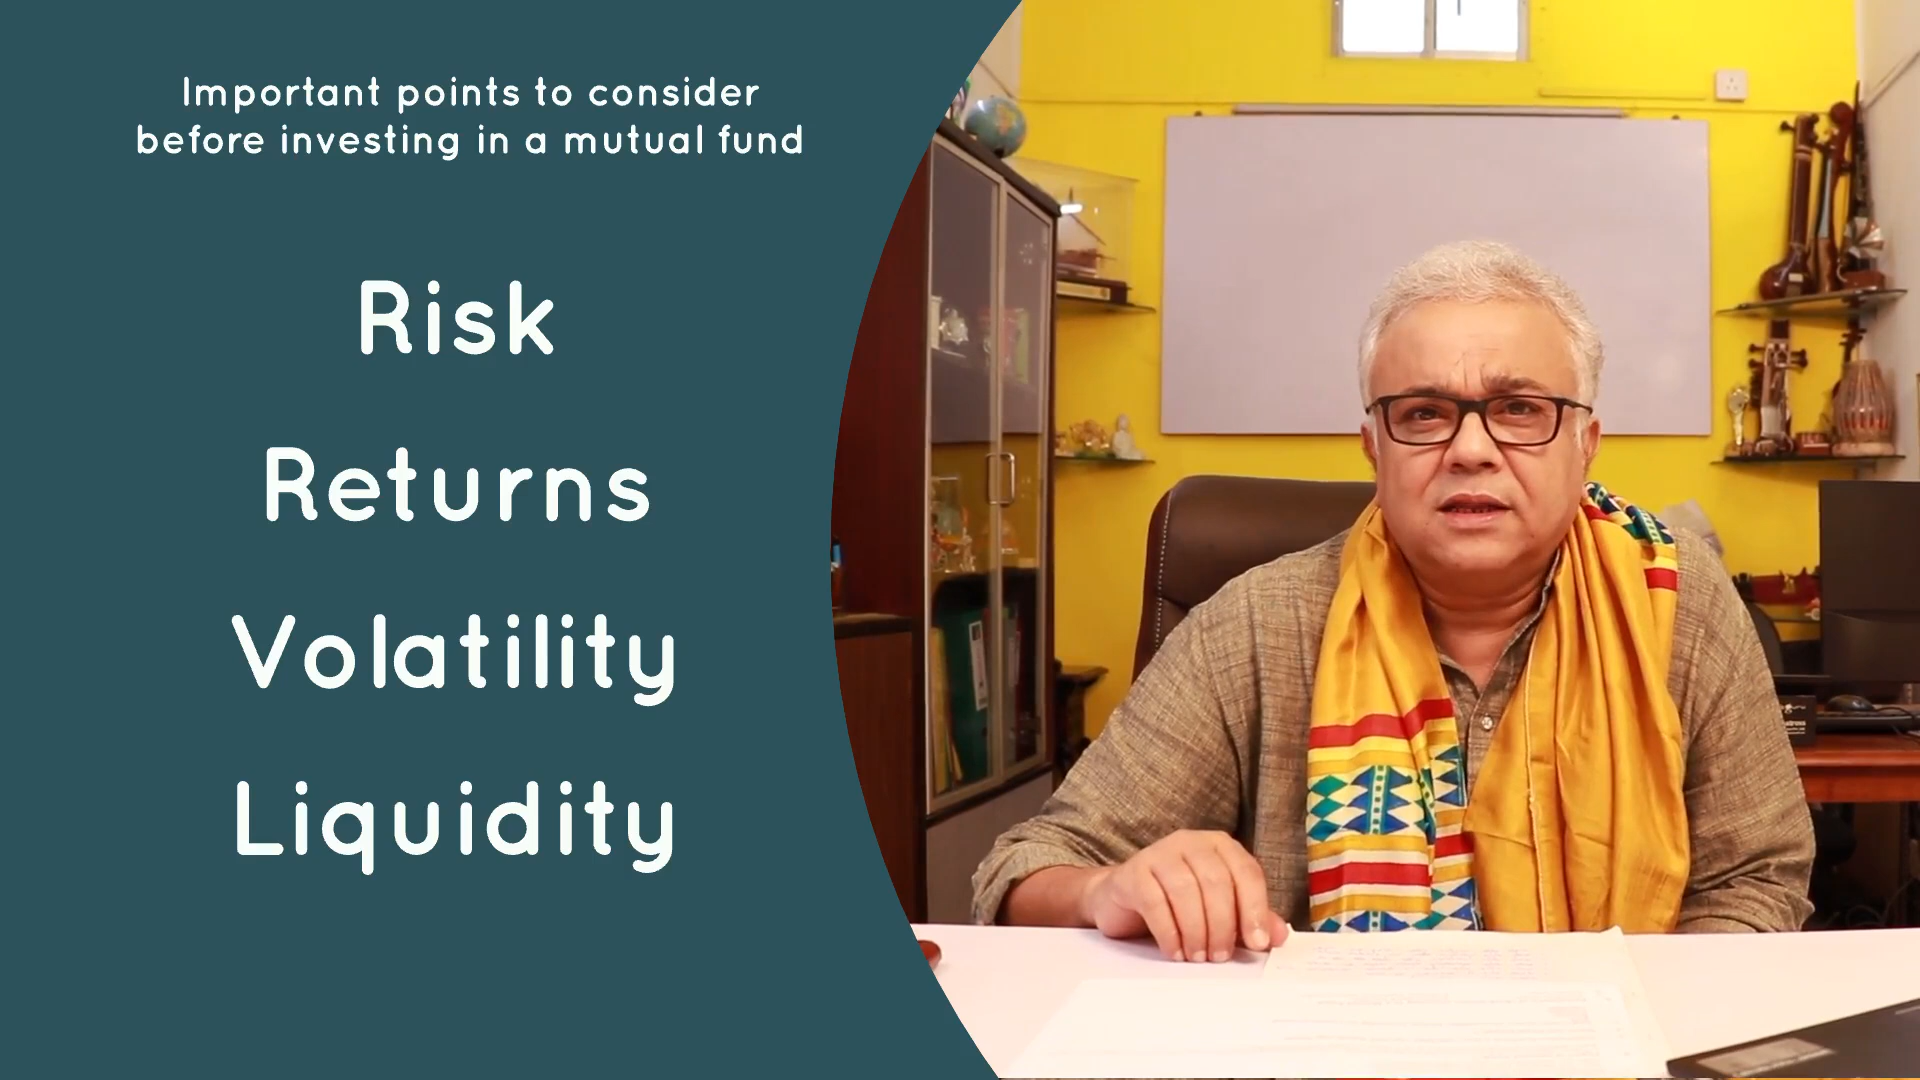 Important points to consider
before investing in a mutual fund
Risk
Returns
Volatility
Liquidity